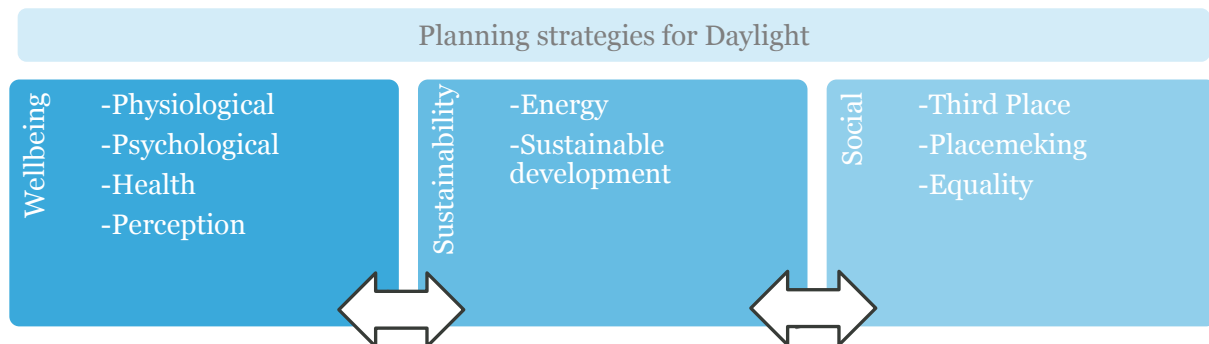 Planning strategies for Daylight
Wellbeing
-Physiological
-Psychological
-Health
-Perception
Sustainability
-Energy
-Sustainable
development
Social
-Third Place
-Placemeking
-Equality